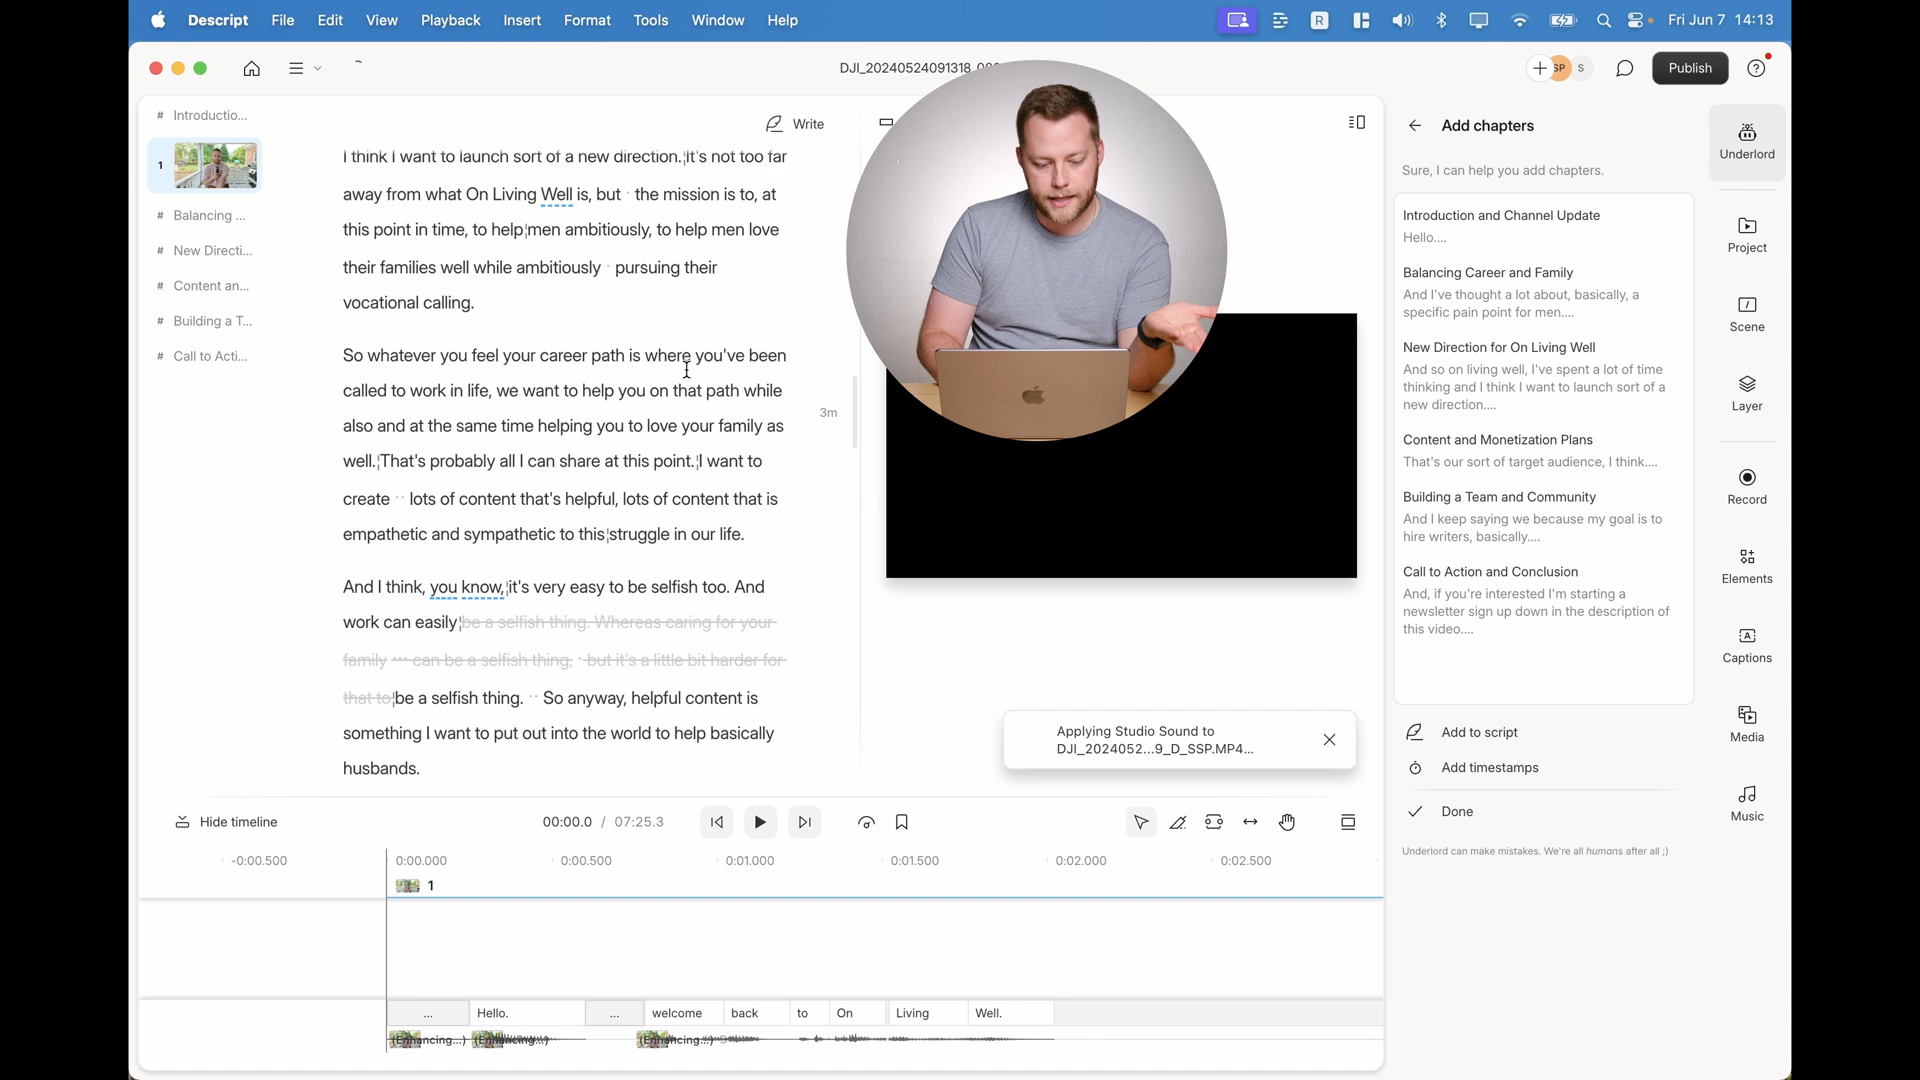 Descript File Edit View Playback Insert Format Tools Window Help
R
Fri Jun 7 14:13
DJI_20240524091318_00
SP
S
Publish
# Introductio...
1
# Balancing ...
# New Directi...
# Content an...
# Building a T...
# Call to Acti...
Write
I think I want to launch sort of a new direction. It's not too far
away from what On Living Well is, but the mission is to, at
this point in time, to help men ambitiously, to help men love
their families well while ambitiously pursuing their
vocational calling.
So whatever you feel your career path is where you've been
called to work in life, we want to help you on that path while
also and at the same time helping you to love your family as
well. That's probably all I can share at this point. I want to
create lots of content that's helpful, lots of content that is
empathetic and sympathetic to this struggle in our life.
And I think, you know, it's very easy to be selfish too. And
work can easily be a selfish thing. Whereas caring for your
family can be a selfish thing, but it's a little bit harder for
that to be a selfish thing. So anyway, helpful content is
something I want to put out into the world to help basically
husbands.
3m
Applying Studio Sound to
DJI_2024052...9_D_SSP.MP4...
Add chapters
Sure, I can help you add chapters.
Introduction and Channel Update
Hello....
Balancing Career and Family
And I've thought a lot about, basically, a
specific pain point for men....
New Direction for On Living Well
And so on living well, I've spent a lot of time
thinking and I think I want to launch sort of a
new direction....
Content and Monetization Plans
That's our sort of target audience, I think....
Building a Team and Community
And I keep saying we because my goal is to
hire writers, basically....
Call to Action and Conclusion
And, if you're interested I'm starting a
newsletter sign up down in the description of
this video....
Add to script
Add timestamps
Done
Underlord can make mistakes. We're all humans after all ;)
Underlord
Project
Scene
Layer
Record
Elements
Captions
Media
Music
Hide timeline
00:00.0 / 07:25.3
-0:00.500 0:00.000 0:00.500 0:01.000 0:01.500 0:02.000 0:02.500
1
... Hello. ... welcome back to On Living Well.
(Enhancing...) (Enhancing...) (Enhancing...)